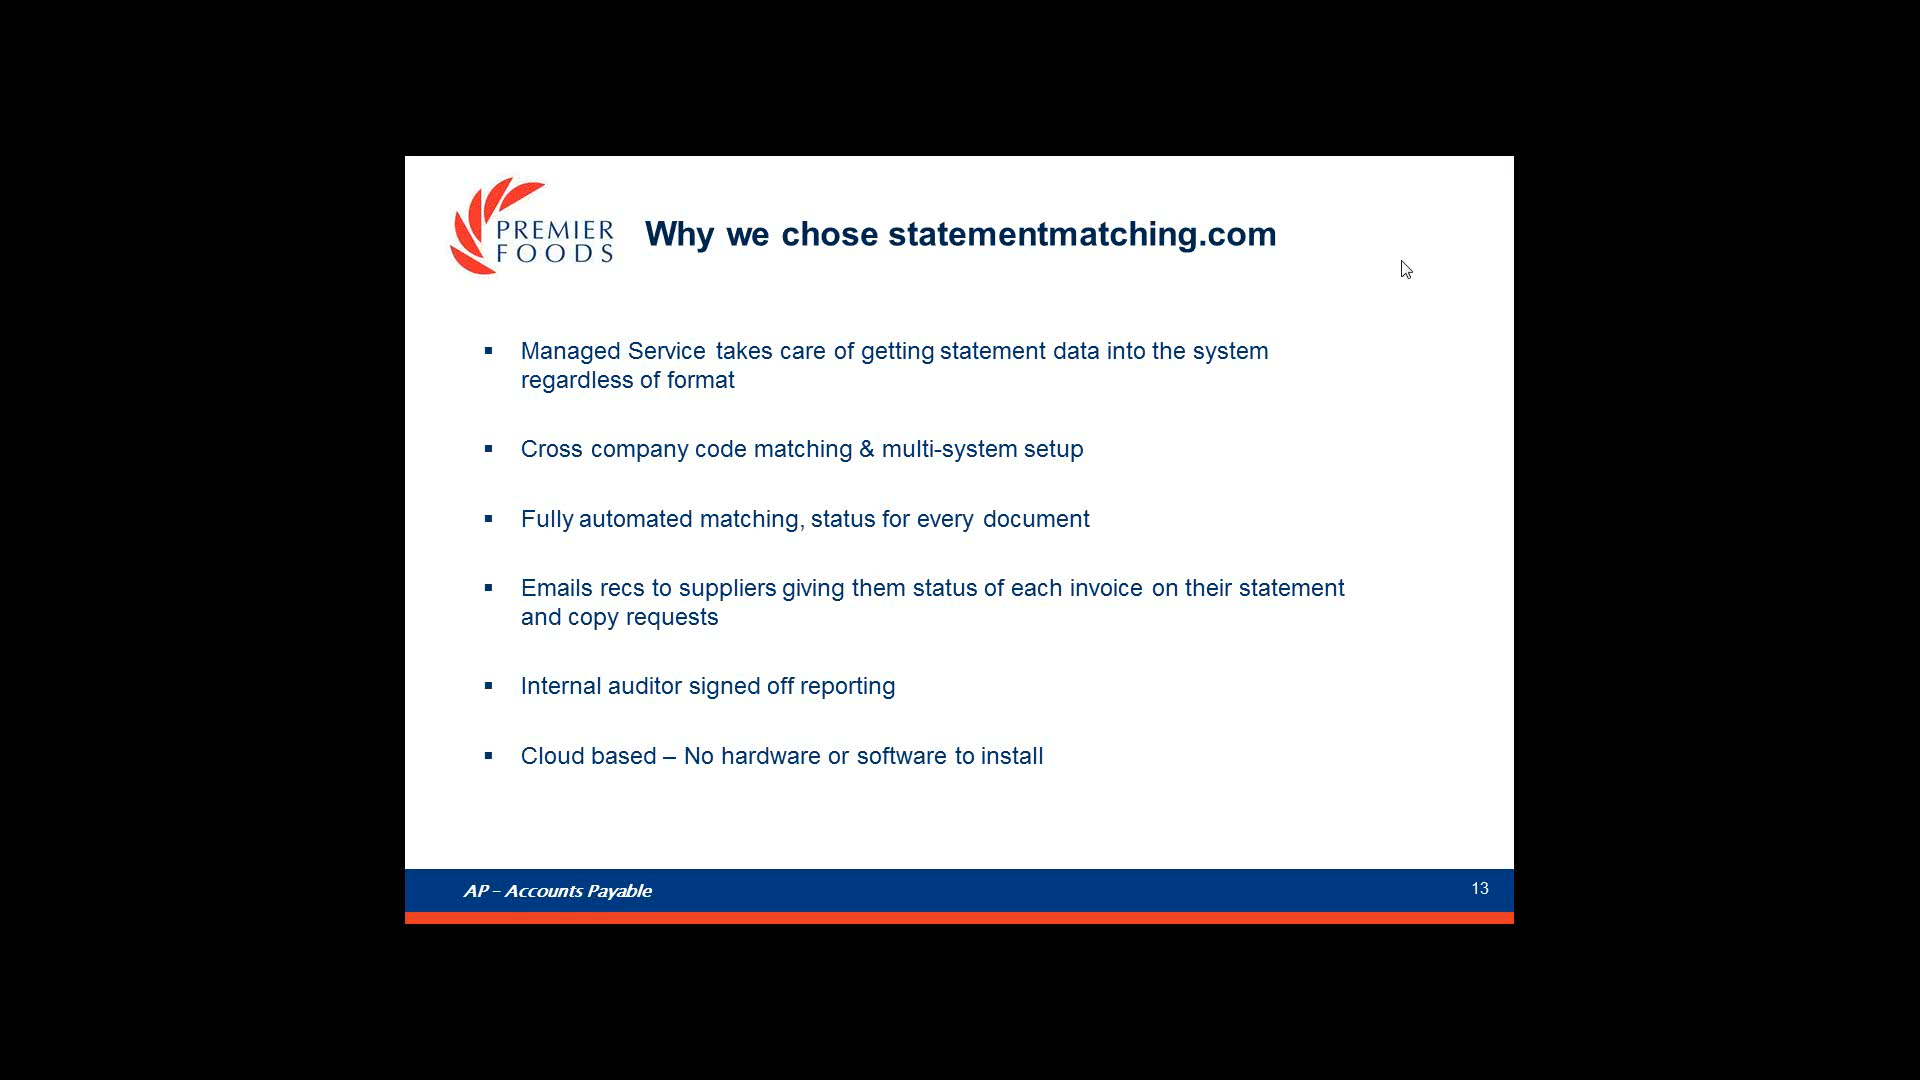 PREMIER
FOODS
Why we chose statementmatching.com
▪ Managed Service takes care of getting statement data into the system
regardless of format
▪ Cross company code matching & multi-system setup
▪ Fully automated matching, status for every document
▪ Emails recs to suppliers giving them status of each invoice on their statement
and copy requests
▪ Internal auditor signed off reporting
▪ Cloud based – No hardware or software to install
AP – Accounts Payable
13